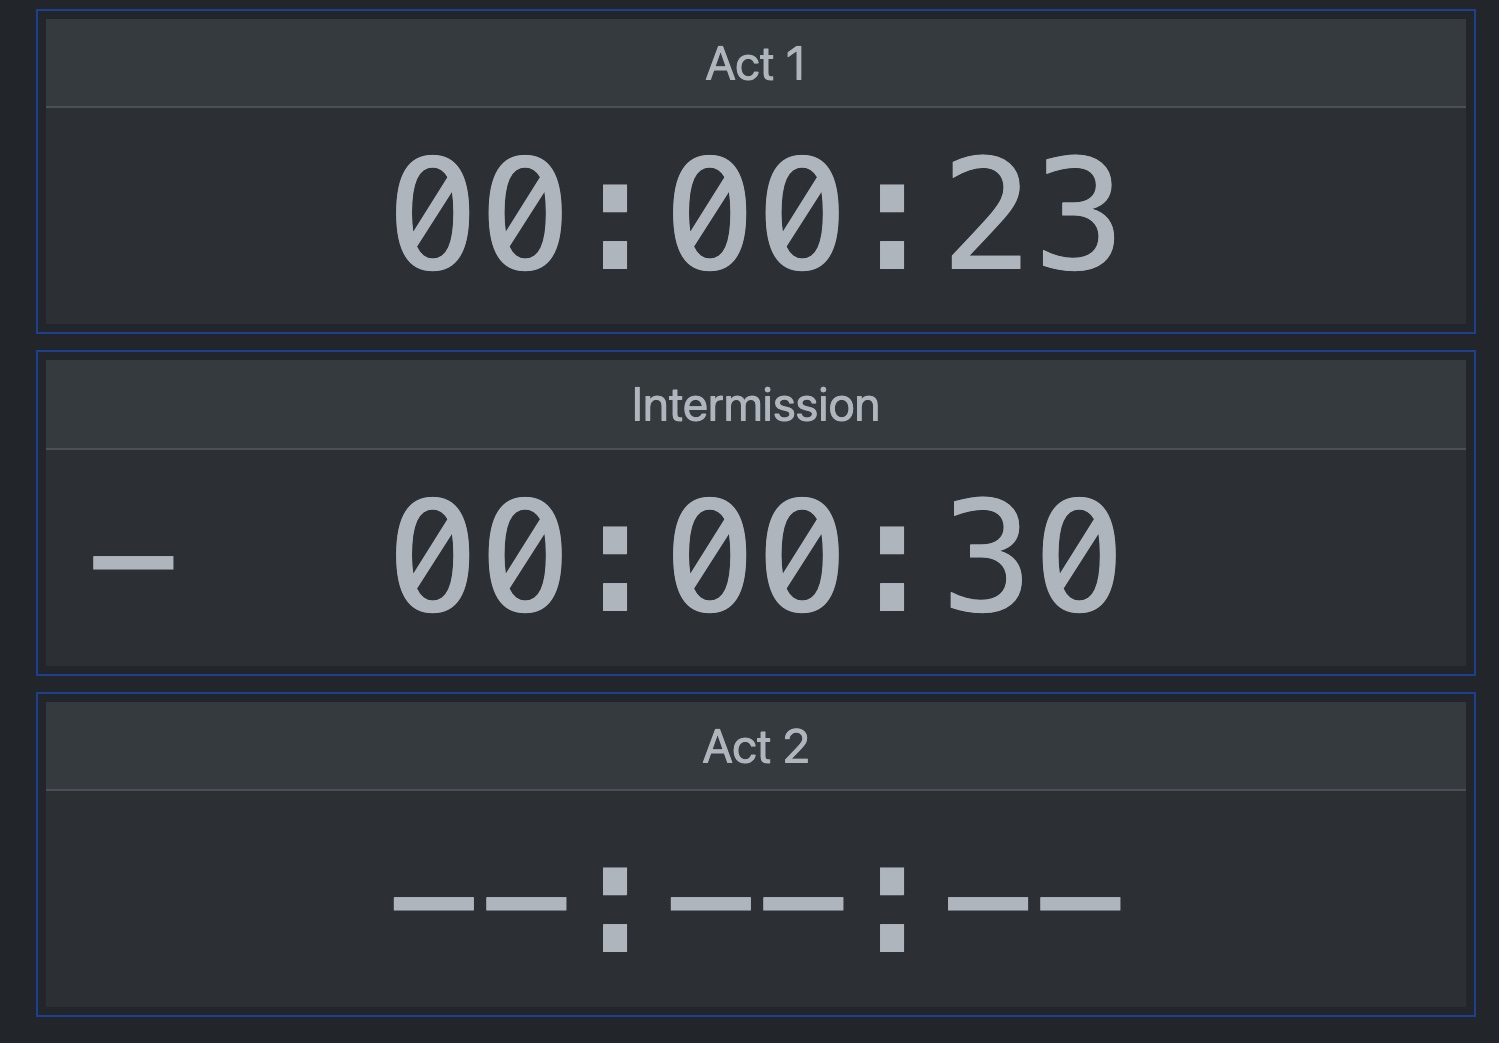 Act 1
00:00:23
Intermission
– 00:00:30
Act 2
––:––:––